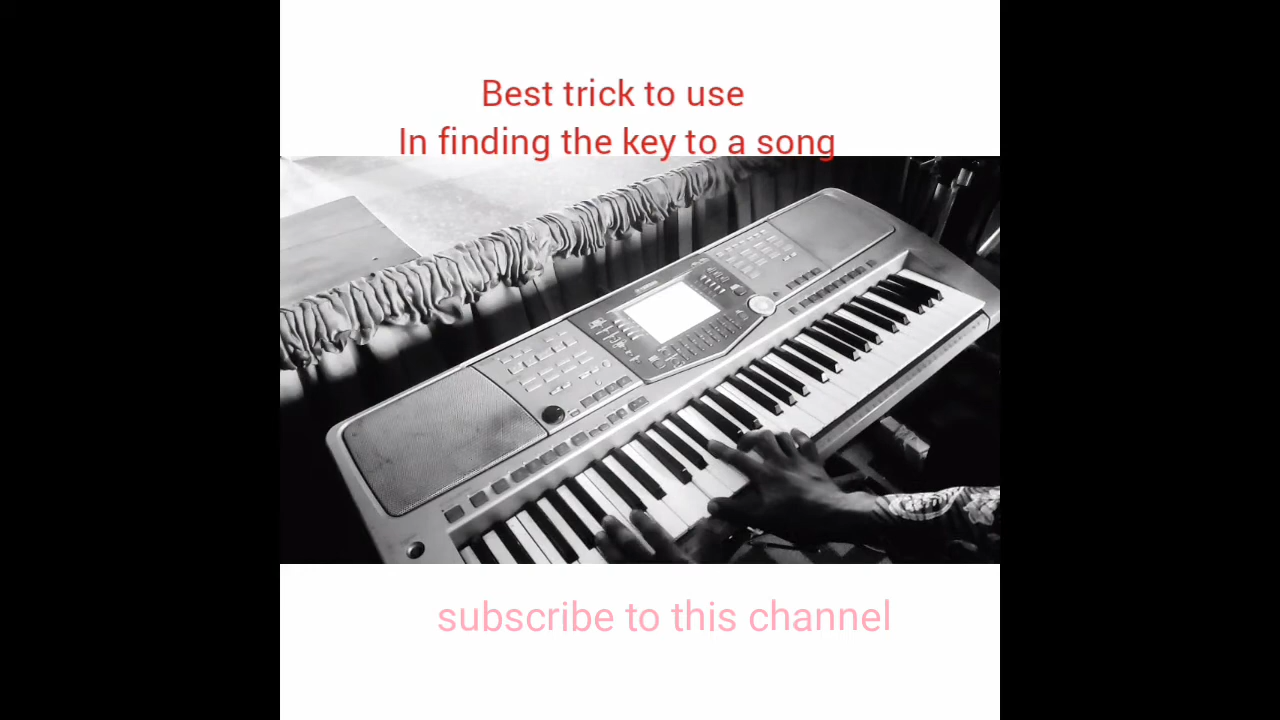 Best trick to use
In finding the key to a song
subscribe to this channel